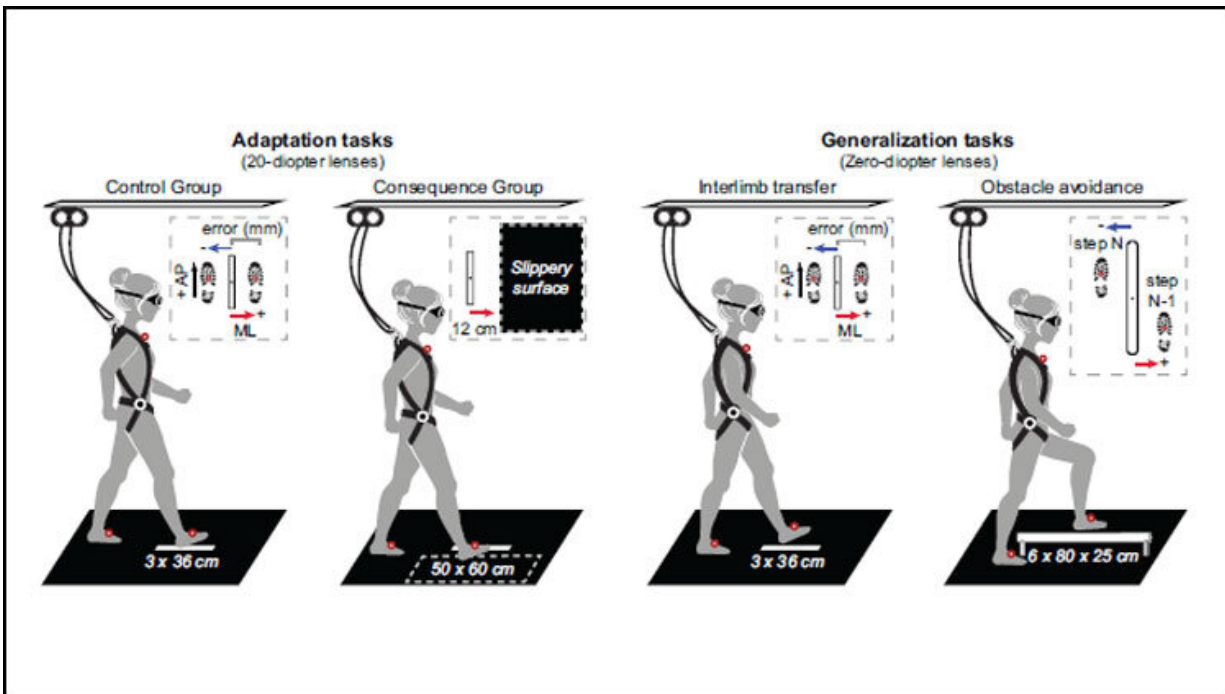 Adaptation tasks
(20-diopter lenses)
Control Group
error (mm)
-
+ AP
+
ML
3 x 36 cm
Consequence Group
Slippery
surface
12 cm
50 x 60 cm
Generalization tasks
(Zero-diopter lenses)
Interlimb transfer
error (mm)
-
+ AP
+
ML
3 x 36 cm
Obstacle avoidance
-
step N
step
N-1
+
6 x 80 x 25 cm